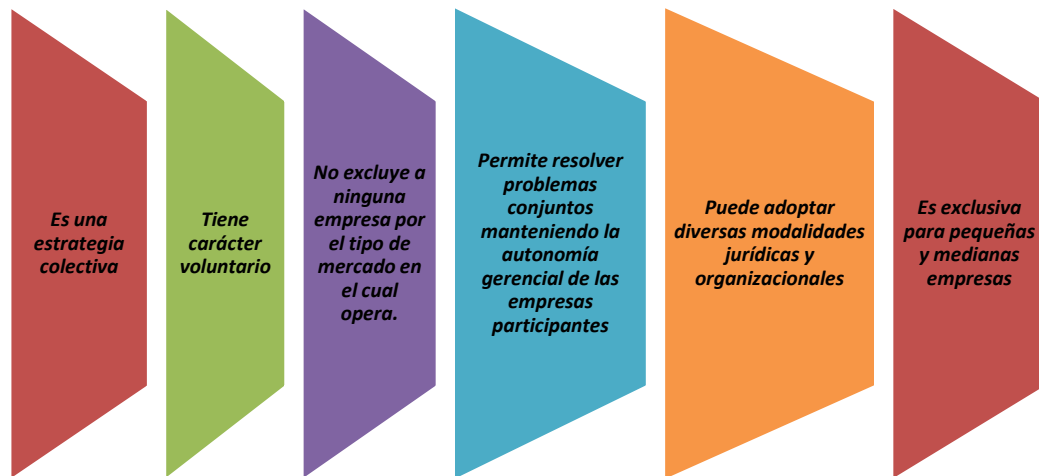 Es una
estrategia
colectiva
Tiene
carácter
voluntario
No excluye a
ninguna
empresa por
el tipo de
mercado en
el cual
opera.
Permite resolver
problemas
conjuntos
manteniendo la
autonomía
gerencial de las
empresas
participantes
Puede adoptar
diversas modalidades
jurídicas y
organizacionales
Es exclusiva
para pequeñas
y medianas
empresas